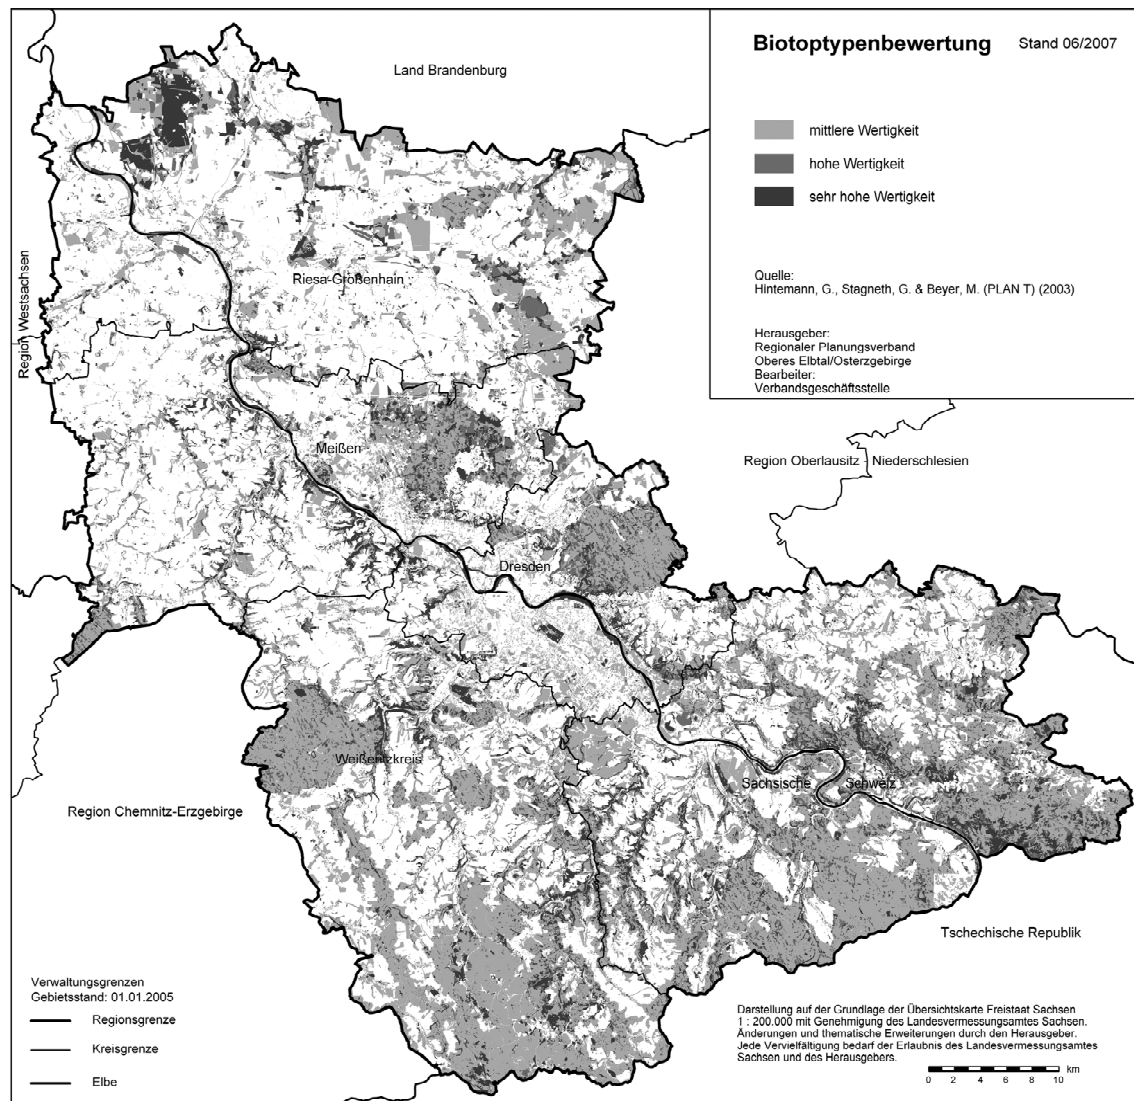 Biotoptypenbewertung Stand 06/2007
Land Brandenburg
mittlere Wertigkeit
hohe Wertigkeit
sehr hohe Wertigkeit
Quelle:
Hintemann, G., Stagneth, G. & Beyer, M. (PLAN T) (2003)
Herausgeber:
Regionaler Planungsverband
Oberes Elbtal/Osterzgebirge
Bearbeiter:
Verbandsgeschäftsstelle
Region Westsachsen
Riesa-Großenhain
Meißen
Region Oberlausitz - Niederschlesien
Dresden
Weißeritzkreis
Sächsische Schweiz
Region Chemnitz-Erzgebirge
Tschechische Republik
Verwaltungsgrenzen
Gebietsstand: 01.01.2005
Regionsgrenze
Kreisgrenze
Elbe
Darstellung auf der Grundlage der Übersichtskarte Freistaat Sachsen
1 : 200.000 mit Genehmigung des Landesvermessungsamtes Sachsen.
Änderungen und thematische Erweiterungen durch den Herausgeber.
Jede Vervielfältigung bedarf der Erlaubnis des Landesvermessungsamtes
Sachsen und des Herausgebers.
km
0 2 4 6 8 10